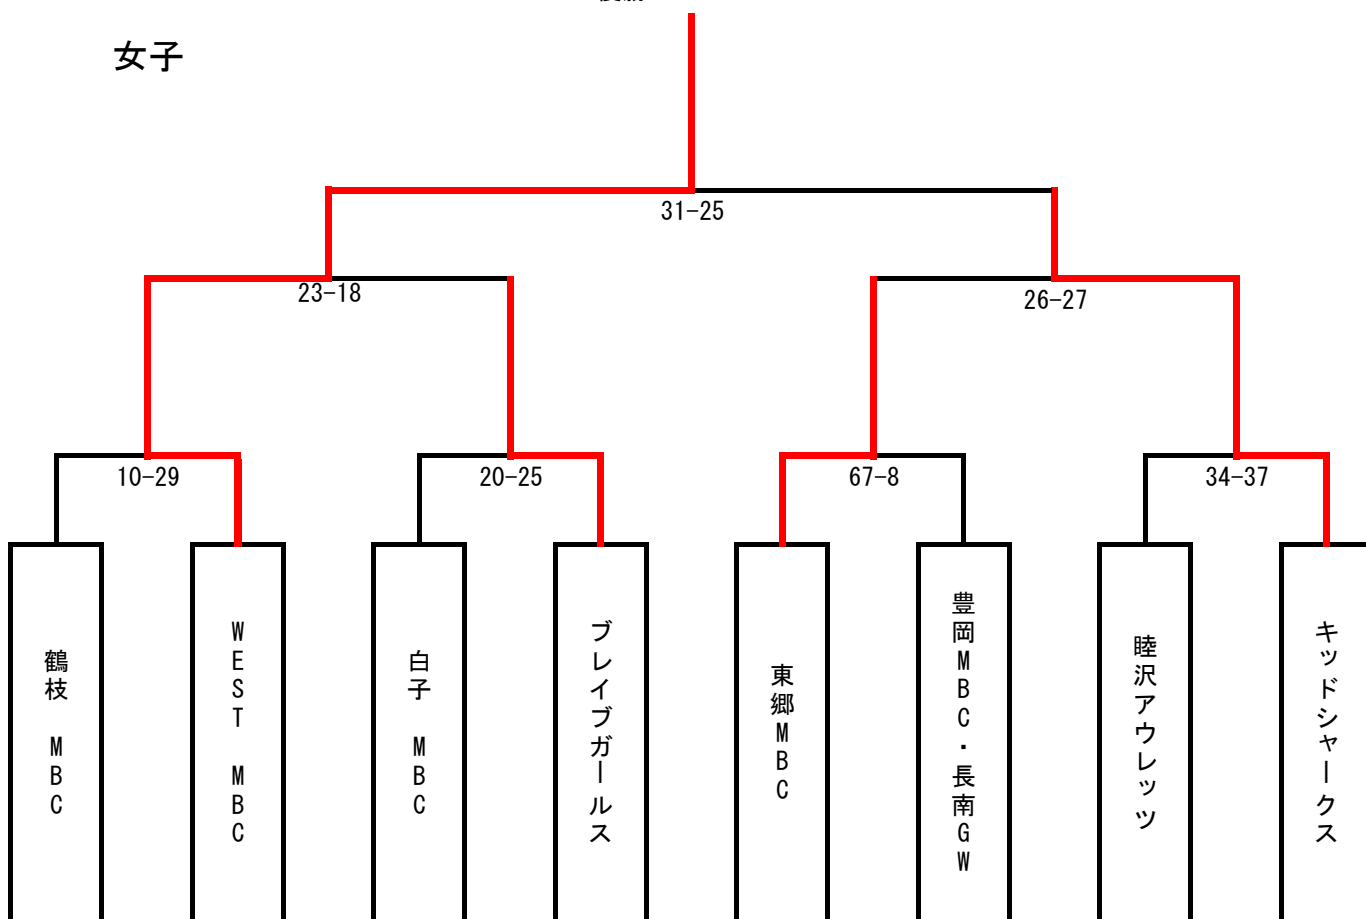 女子
31-25
23-18
26-27
10-29
20-25
67-8
34-37
鶴枝 MBC
WEST MBC
白子 MBC
ブレイブガールス
東郷MBC
豊岡MBC・長南GW
睦沢アウレッツ
キッドシャークス